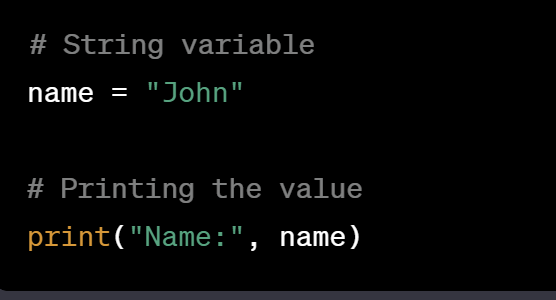 # String variable
name = "John"
# Printing the value
print("Name:", name)